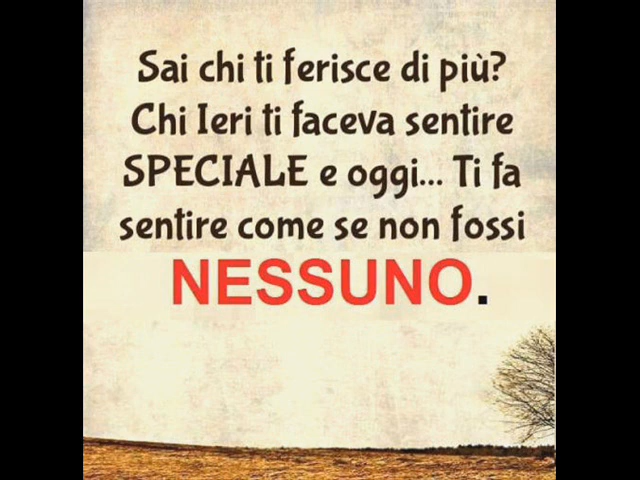 Sai chi ti ferisce di più?
Chi Ieri ti faceva sentire
SPECIALE e oggi... Ti fa
sentire come se non fossi
NESSUNO.